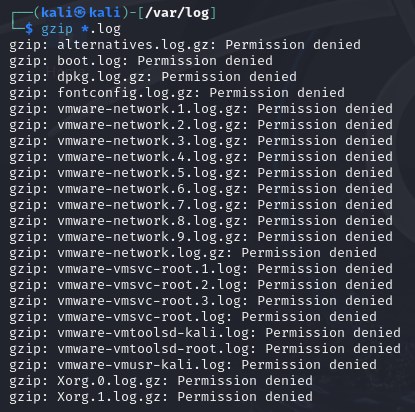 ┌──(kali㉿kali)-[/var/log]
└─$ gzip *.log
gzip: alternatives.log.gz: Permission denied
gzip: boot.log: Permission denied
gzip: dpkg.log.gz: Permission denied
gzip: fontconfig.log.gz: Permission denied
gzip: vmware-network.1.log.gz: Permission denied
gzip: vmware-network.2.log.gz: Permission denied
gzip: vmware-network.3.log.gz: Permission denied
gzip: vmware-network.4.log.gz: Permission denied
gzip: vmware-network.5.log.gz: Permission denied
gzip: vmware-network.6.log.gz: Permission denied
gzip: vmware-network.7.log.gz: Permission denied
gzip: vmware-network.8.log.gz: Permission denied
gzip: vmware-network.9.log.gz: Permission denied
gzip: vmware-network.log.gz: Permission denied
gzip: vmware-vmsvc-root.1.log: Permission denied
gzip: vmware-vmsvc-root.2.log: Permission denied
gzip: vmware-vmsvc-root.3.log: Permission denied
gzip: vmware-vmsvc-root.log: Permission denied
gzip: vmware-vmtoolsd-kali.log: Permission denied
gzip: vmware-vmtoolsd-root.log: Permission denied
gzip: vmware-vmusr-kali.log: Permission denied
gzip: Xorg.0.log.gz: Permission denied
gzip: Xorg.1.log.gz: Permission denied